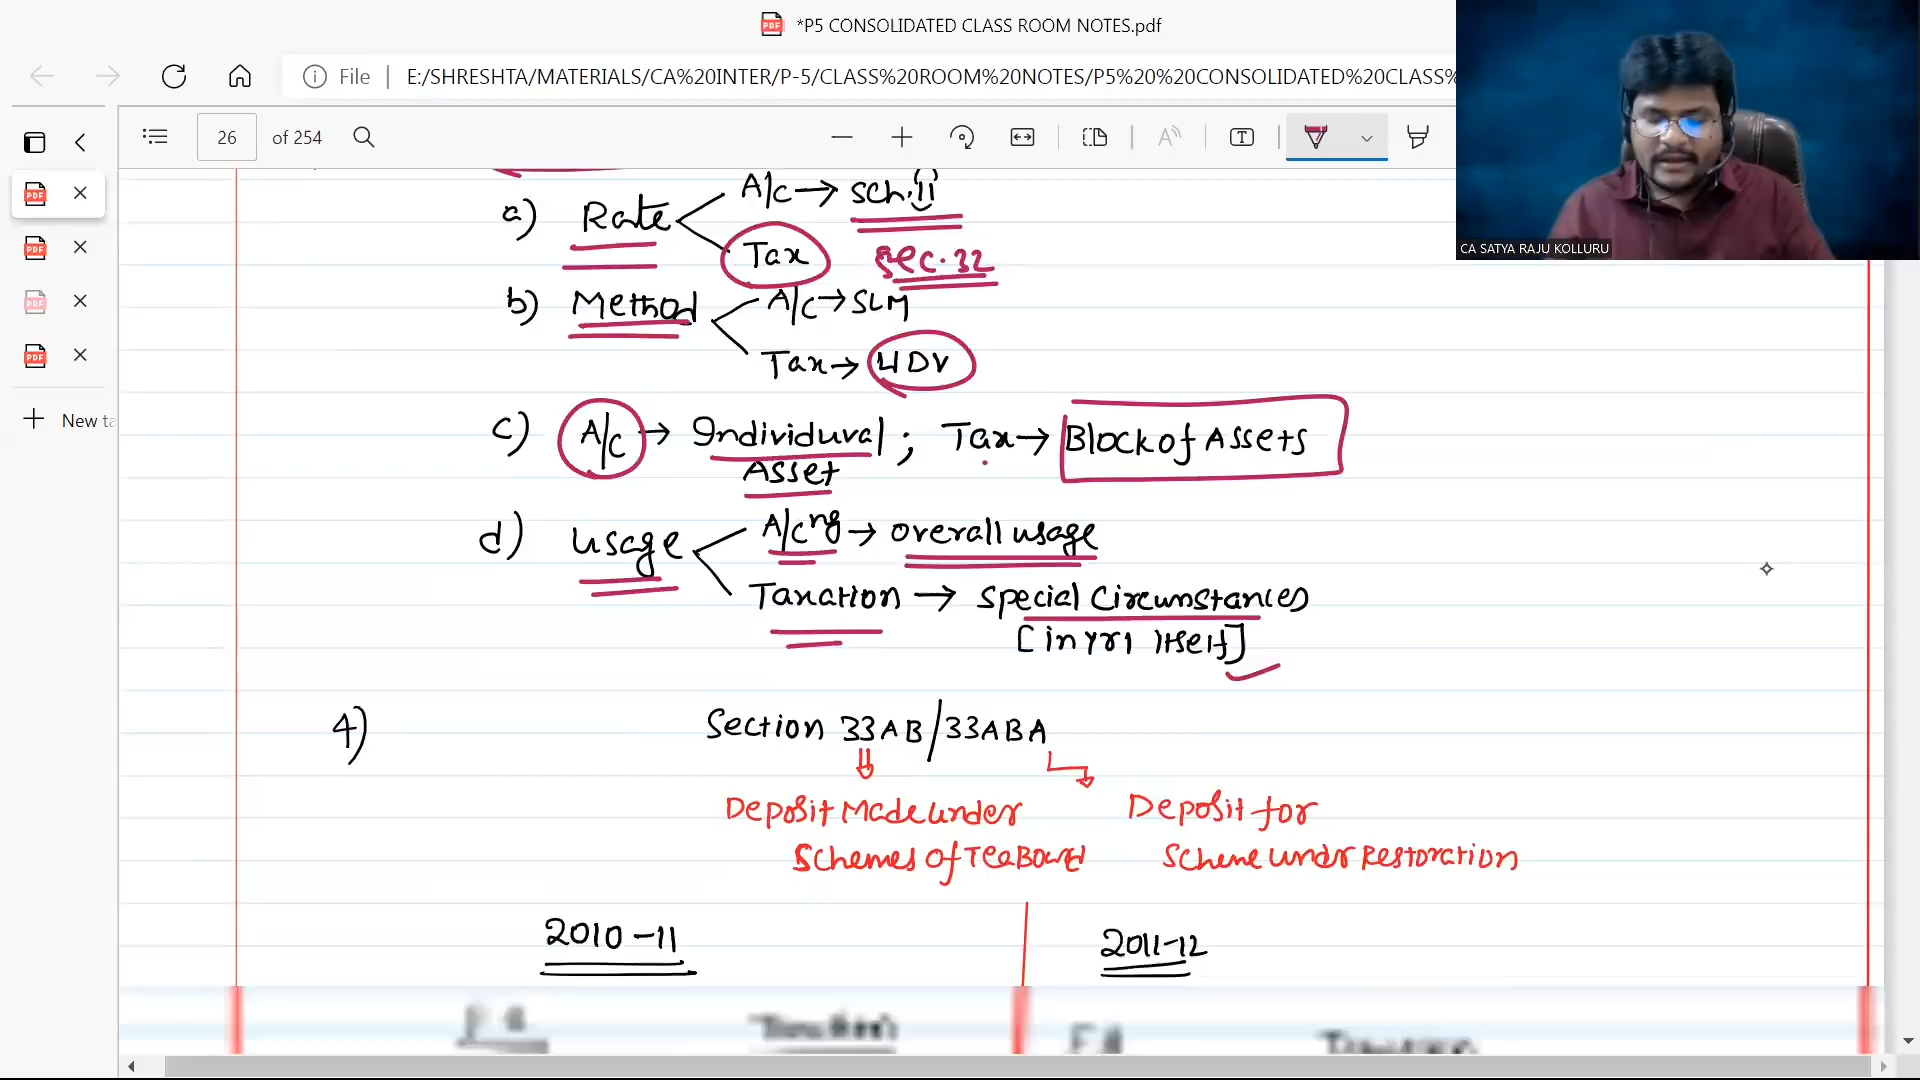 *P5 CONSOLIDATED CLASS ROOM NOTES.pdf
File
E:/SHRESHTA/MATERIALS/CA%20INTER/P-5/CLASS%20ROOM%20NOTES/P5%20%20CONSOLIDATED%20CLASS%
26 of 254
New ta
CA SATYA RAJU KOLLURU
a) Rate A/c → Sch.II
Tax Sec.32
b) Method A/c → SLM
Tax → WDV
c) A/c → Individuval Asset ; Tax → Block of Assets
d) Usage A/cng → overall usage
Taxation → Special Circumstances
[in yr1 itself]
4) Section 33AB/33ABA
Deposit Made under Deposit for
Schemes of Tea Board Scheme under Restoration
2010-11 2011-12